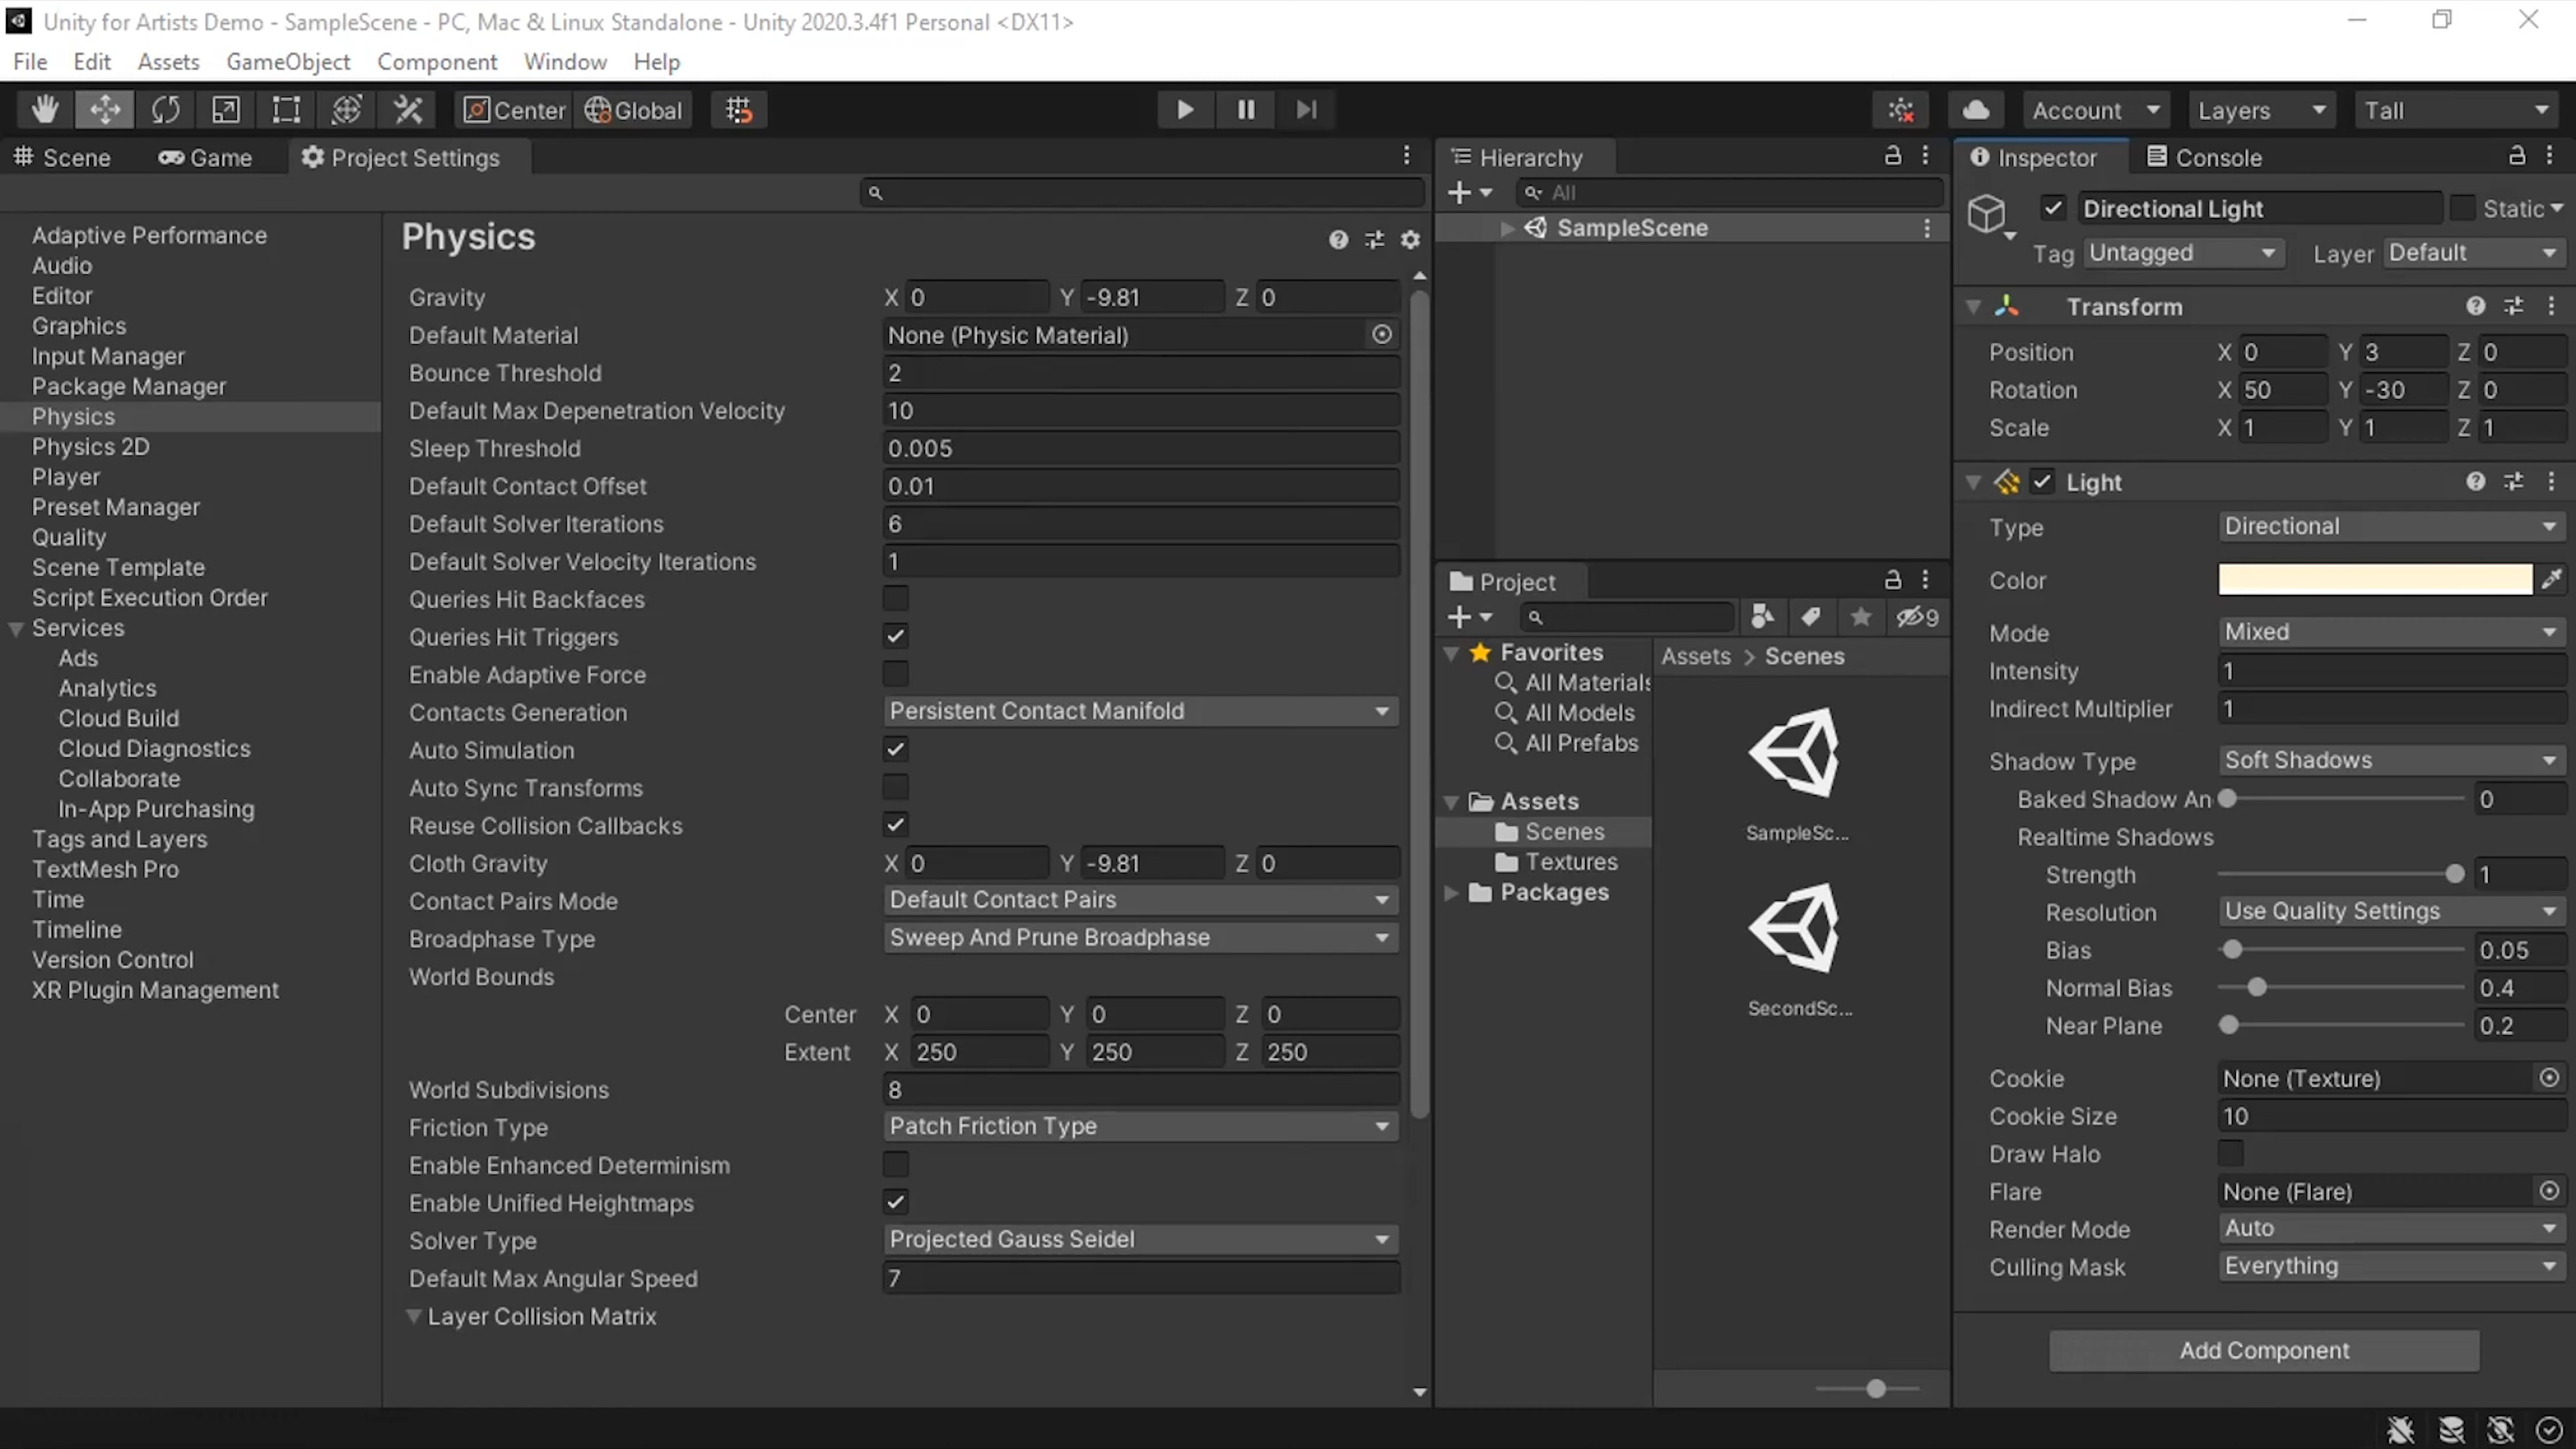 Unity for Artists Demo - SampleScene - PC, Mac & Linux Standalone - Unity 2020.3.4f1 Personal <DX11>
File Edit Assets GameObject Component Window Help
Center Global Account Layers Tall
Scene Game Project Settings
Adaptive Performance
Audio
Editor
Graphics
Input Manager
Package Manager
Physics
Physics 2D
Player
Preset Manager
Quality
Scene Template
Script Execution Order
Services
Ads
Analytics
Cloud Build
Cloud Diagnostics
Collaborate
In-App Purchasing
Tags and Layers
TextMesh Pro
Time
Timeline
Version Control
XR Plugin Management
Physics
Gravity X 0 Y -9.81 Z 0
Default Material None (Physic Material)
Bounce Threshold 2
Default Max Depenetration Velocity 10
Sleep Threshold 0.005
Default Contact Offset 0.01
Default Solver Iterations 6
Default Solver Velocity Iterations 1
Queries Hit Backfaces
Queries Hit Triggers
Enable Adaptive Force
Contacts Generation Persistent Contact Manifold
Auto Simulation
Auto Sync Transforms
Reuse Collision Callbacks
Cloth Gravity X 0 Y -9.81 Z 0
Contact Pairs Mode Default Contact Pairs
Broadphase Type Sweep And Prune Broadphase
World Bounds
Center X 0 Y 0 Z 0
Extent X 250 Y 250 Z 250
World Subdivisions 8
Friction Type Patch Friction Type
Enable Enhanced Determinism
Enable Unified Heightmaps
Solver Type Projected Gauss Seidel
Default Max Angular Speed 7
Layer Collision Matrix
Hierarchy
All
SampleScene
Project
9
Favorites
All Materials
All Models
All Prefabs
Assets
Scenes
Textures
Packages
Assets > Scenes
SampleSc...
SecondSc...
Inspector Console
Directional Light Static
Tag Untagged Layer Default
Transform
Position X 0 Y 3 Z 0
Rotation X 50 Y -30 Z 0
Scale X 1 Y 1 Z 1
Light
Type Directional
Color
Mode Mixed
Intensity 1
Indirect Multiplier 1
Shadow Type Soft Shadows
Baked Shadow An 0
Realtime Shadows
Strength 1
Resolution Use Quality Settings
Bias 0.05
Normal Bias 0.4
Near Plane 0.2
Cookie None (Texture)
Cookie Size 10
Draw Halo
Flare None (Flare)
Render Mode Auto
Culling Mask Everything
Add Component